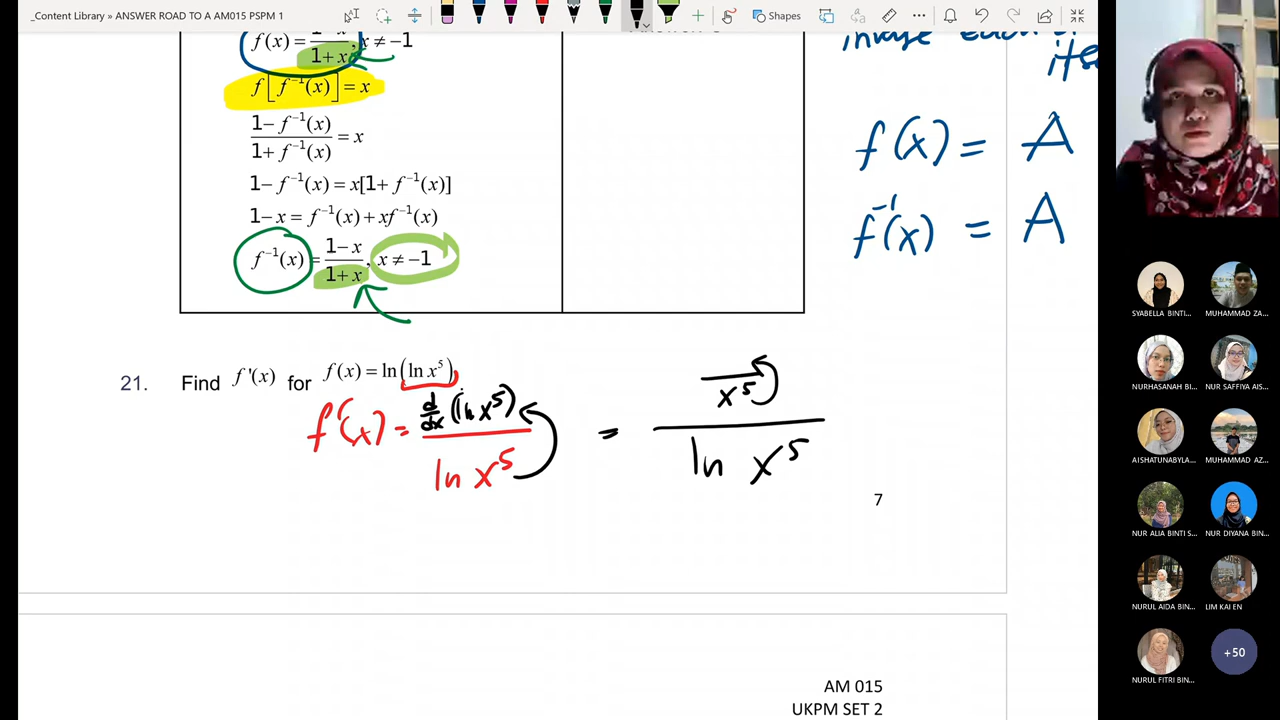 _Content Library » ANSWER ROAD TO A AM015 PSPM 1
Shapes
f(x) = 1-x / 1+x, x ≠ -1
f[f⁻¹(x)] = x
1- f⁻¹(x) / 1+ f⁻¹(x) = x
1- f⁻¹(x) = x[1+ f⁻¹(x)]
1- x = f⁻¹(x) + xf⁻¹(x)
f⁻¹(x) = 1-x / 1+x, x ≠ -1
image
f(x) = A
f⁻¹(x) = A
21. Find f '(x) for f(x) = ln(ln x⁵)
f'(x) = d/dx (ln x⁵) / ln x⁵ = x⁵ / ln x⁵
7
AM 015
UKPM SET 2
SYABELLA BINTI...
MUHAMMAD ZA...
NURHASANAH BI...
NUR SAFFIYA AIS...
AISHATUNABYLA...
MUHAMMAD AZ...
NUR ALIA BINTI S...
NUR DIYANA BIN...
NURUL AIDA BIN...
LIM KAI EN
NURUL FITRI BIN...
+50